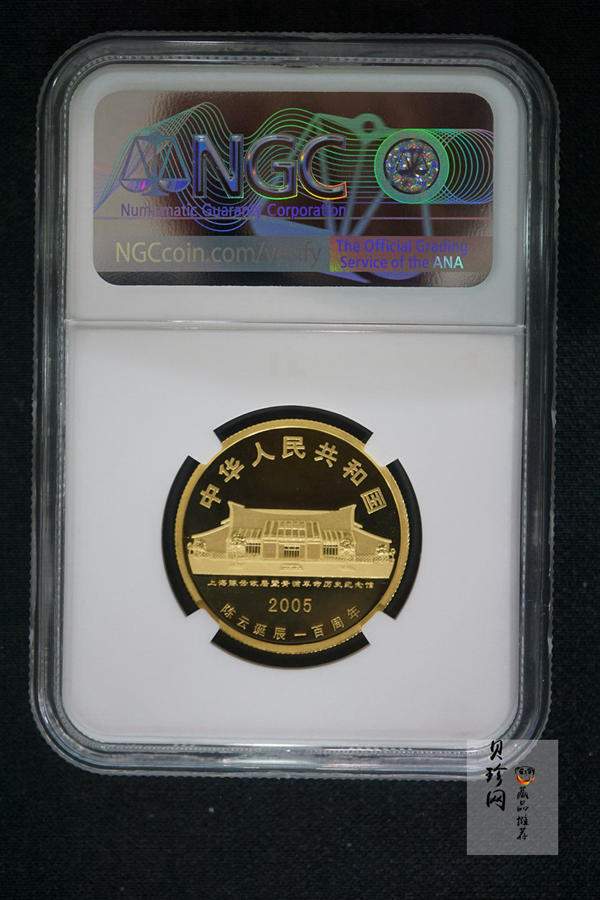 NGC
Numismatic Guaranty Corporation
NGCcoin.com/verify
The Official Grading
Service of the ANA
中华人民共和国
上海陈云故居暨青浦革命历史纪念馆
2005
陈云诞辰一百周年
贝珍网
藏品推荐